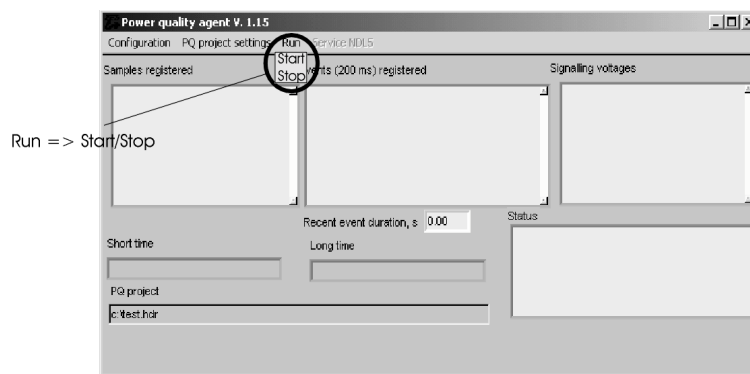 Power quality agent V. 1.15
Configuration PQ project settings Run Service NDL5
Start
Stop
Samples registered
vents (200 ms) registered
Signalling voltages
Run => Start/Stop
Recent event duration, s 0.00
Status
Short time
Long time
PQ project
c:\test.hdr